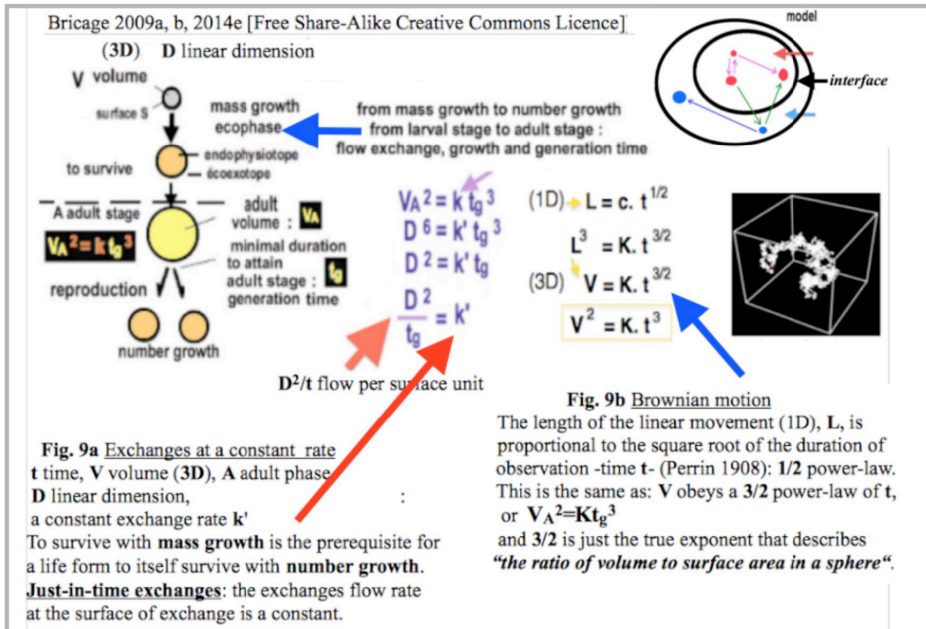 Bricage 2009a, b, 2014e [Free Share-Alike Creative Commons Licence]
model
interface
(3D) D linear dimension
V volume
surface S
mass growth
ecophase
endophysiotope
écoexotope
to survive
A adult stage
VA² = k tg³
adult
volume : VA
minimal duration
to attain
adult stage :
generation time
tg
reproduction
number growth
from mass growth to number growth
from larval stage to adult stage :
flow exchange, growth and generation time
VA² = k tg³
D⁶ = k' tg³
D² = k' tg
D²
tg
= k'
D²/t flow per surface unit
(1D) L = c. t^1/2
L³ = K. t^3/2
(3D) V = K. t^3/2
V² = K. t³
Fig. 9a Exchanges at a constant rate
t time, V volume (3D), A adult phase
D linear dimension, :
a constant exchange rate k'
To survive with mass growth is the prerequisite for
a life form to itself survive with number growth.
Just-in-time exchanges: the exchanges flow rate
at the surface of exchange is a constant.
Fig. 9b Brownian motion
The length of the linear movement (1D), L, is
proportional to the square root of the duration of
observation -time t- (Perrin 1908): 1/2 power-law.
This is the same as: V obeys a 3/2 power-law of t,
or VA²=Ktg³
and 3/2 is just the true exponent that describes
"the ratio of volume to surface area in a sphere".